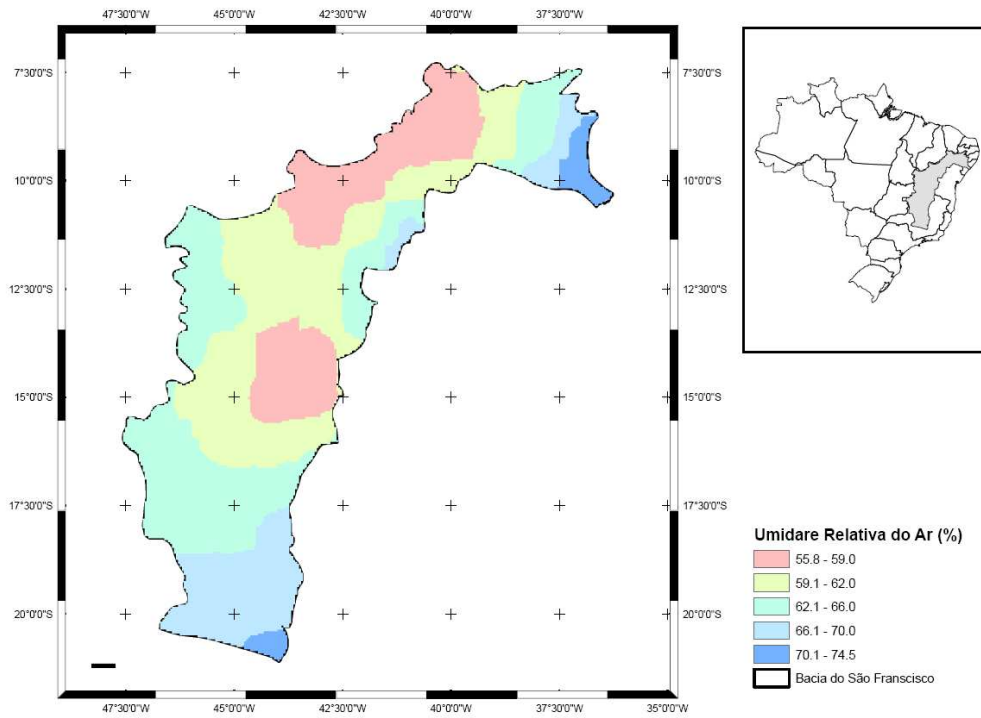 47°30'0"W 45°0'0"W 42°30'0"W 40°0'0"W 37°30'0"W 35°0'0"W
7°30'0"S 7°30'0"S
10°0'0"S 10°0'0"S
12°30'0"S 12°30'0"S
15°0'0"S 15°0'0"S
17°30'0"S 17°30'0"S
20°0'0"S 20°0'0"S
47°30'0"W 45°0'0"W 42°30'0"W 40°0'0"W 37°30'0"W 35°0'0"W
Umidare Relativa do Ar (%)
55.8 - 59.0
59.1 - 62.0
62.1 - 66.0
66.1 - 70.0
70.1 - 74.5
Bacia do São Franscisco